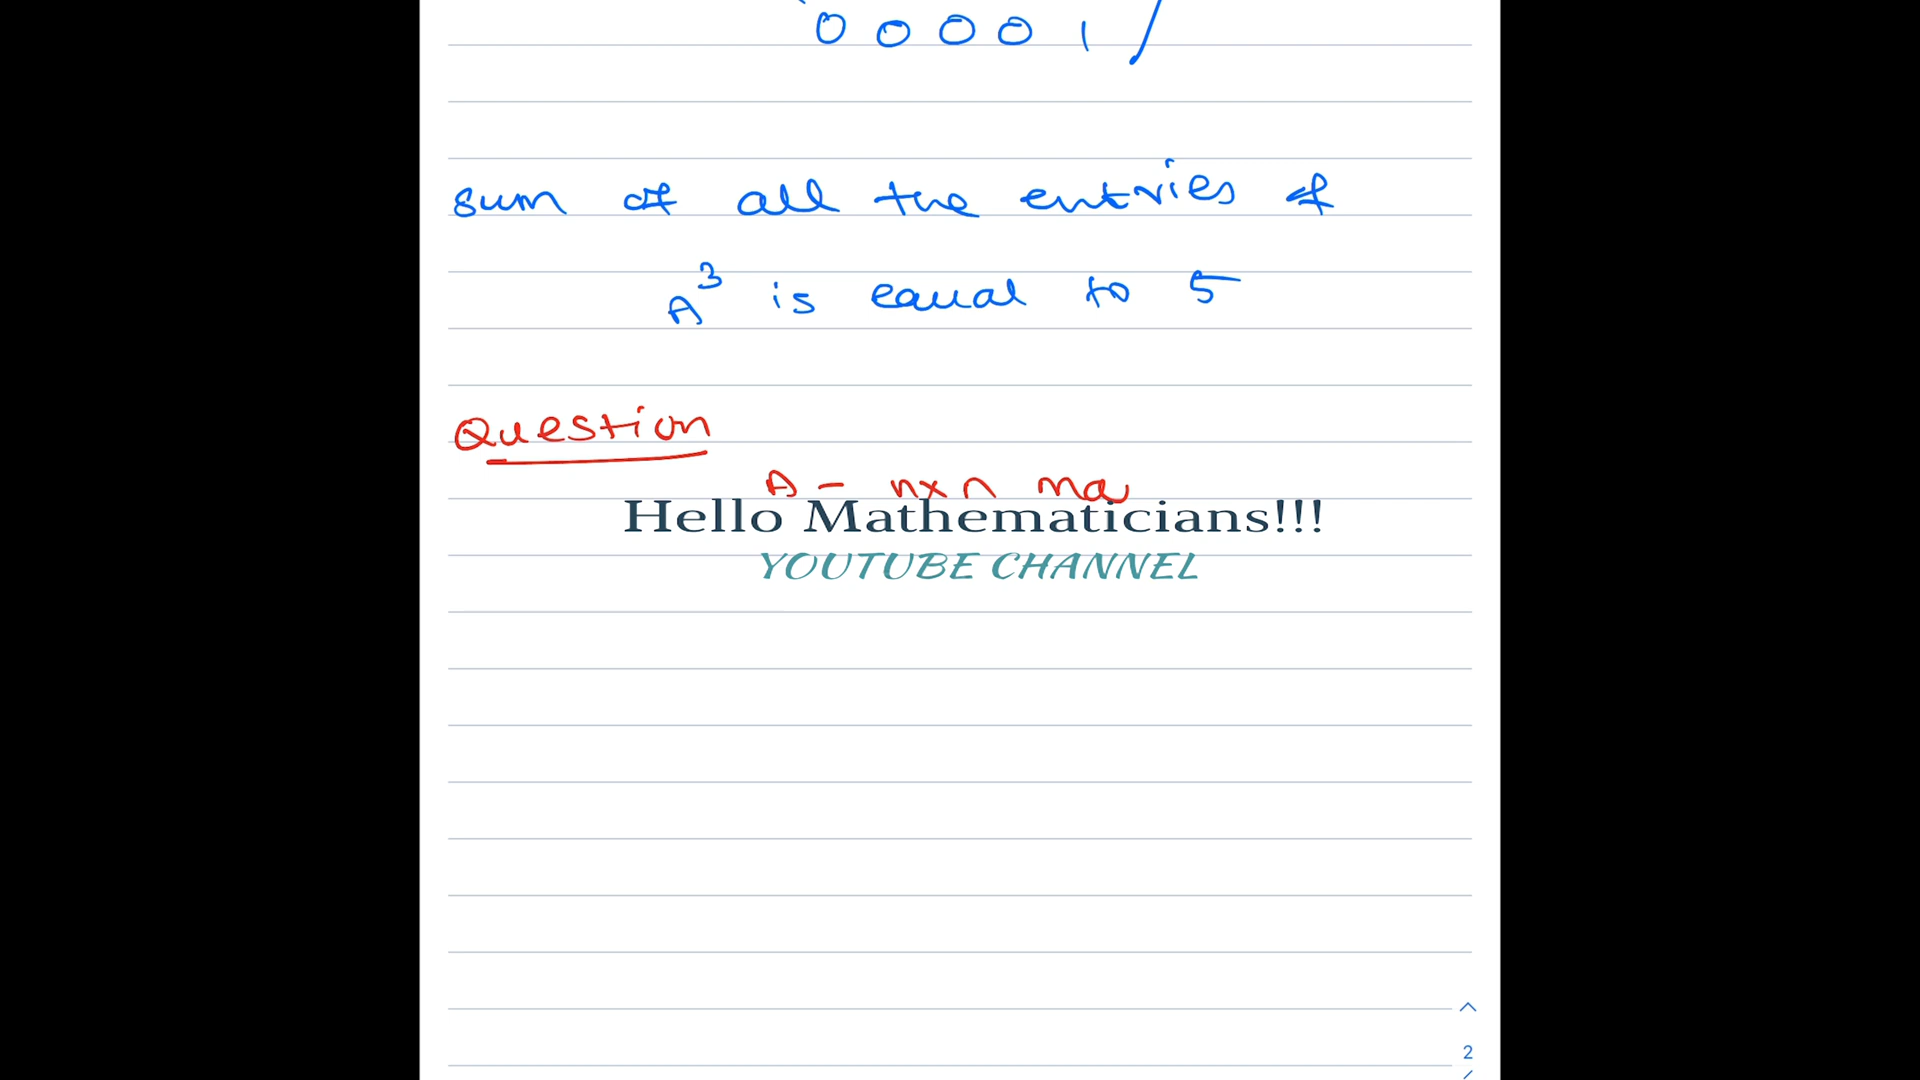 0 0 0 0 1
sum of all the entries of
A³ is equal to 5
Question
A - n×n ma
Hello Mathematicians!!!
YOUTUBE CHANNEL
2